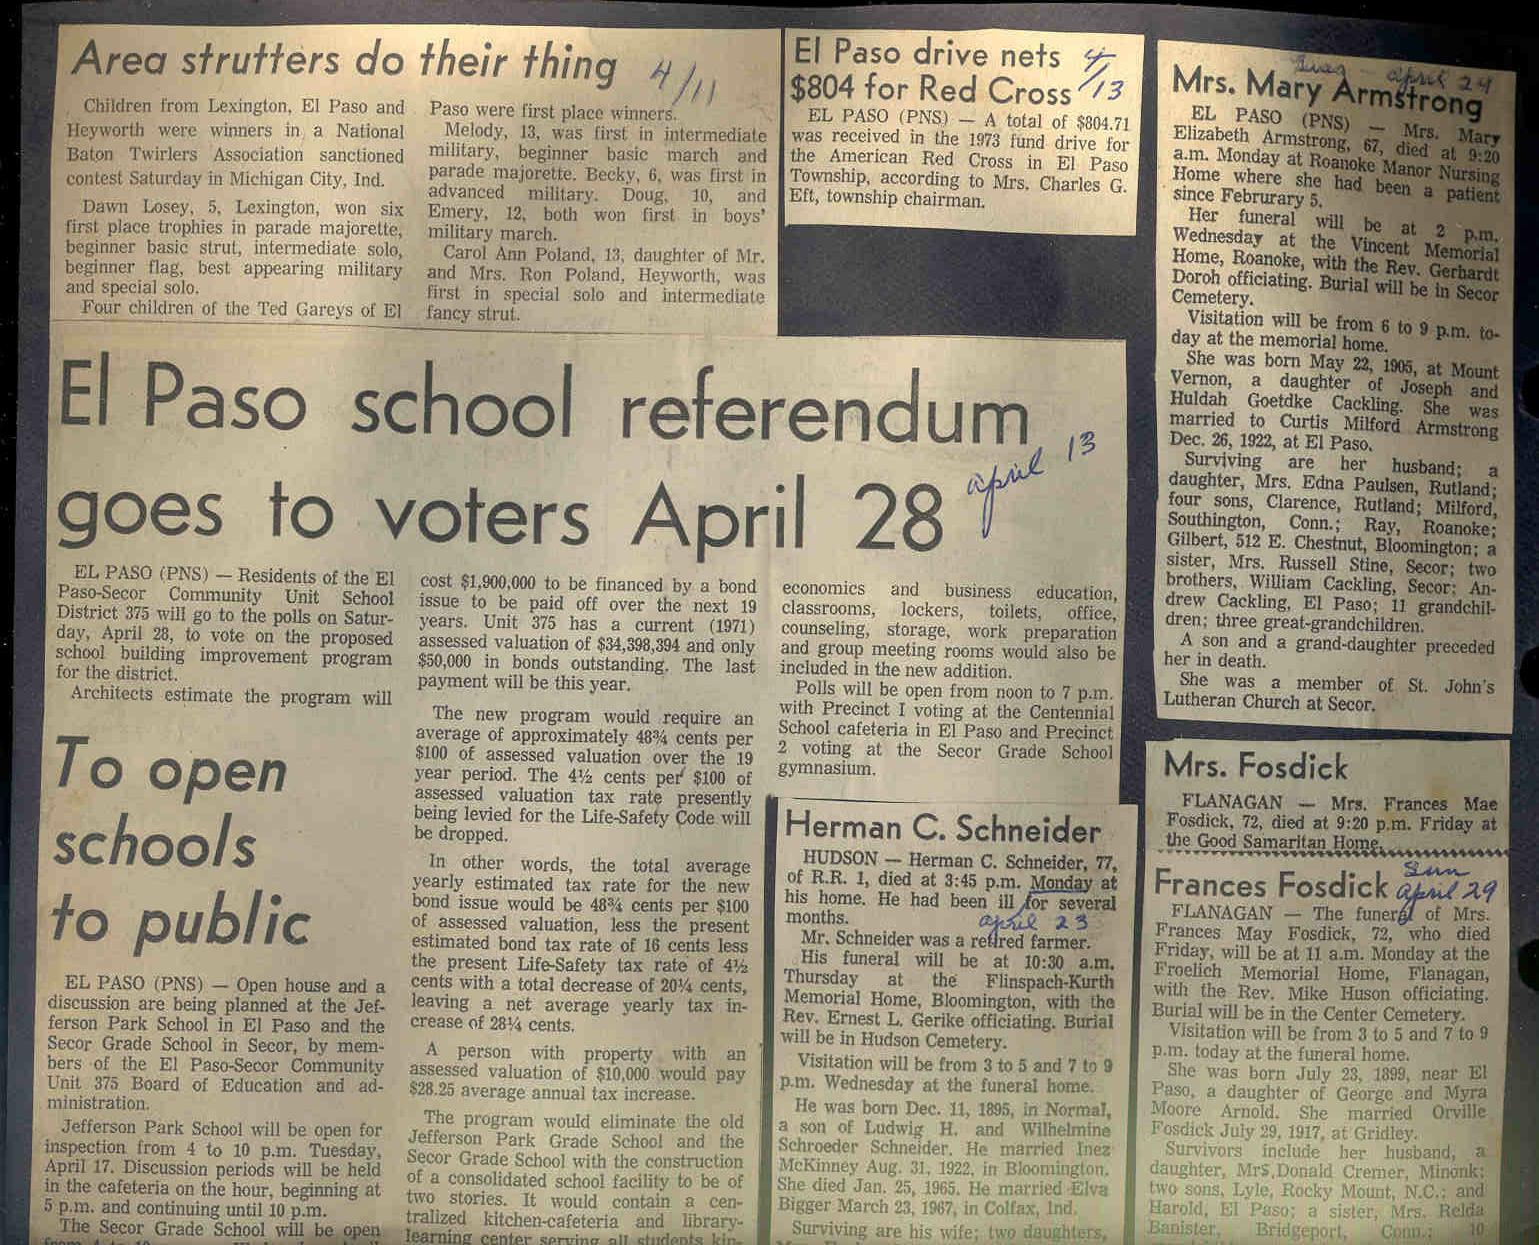 Area strutters do their thing
4/11
Children from Lexington, El Paso and
Heyworth were winners in a National
Baton Twirlers Association sanctioned
contest Saturday in Michigan City, Ind.
Dawn Losey, 5, Lexington, won six
first place trophies in parade majorette,
beginner basic strut, intermediate solo,
beginner flag, best appearing military
and special solo.
Four children of the Ted Gareys of El
Paso were first place winners.
Melody, 13, was first in intermediate
military, beginner basic march and
parade majorette. Becky, 6, was first in
advanced military. Doug, 10, and
Emery, 12, both won first in boys'
military march.
Carol Ann Poland, 13, daughter of Mr.
and Mrs. Ron Poland, Heyworth, was
first in special solo and intermediate
fancy strut.
El Paso drive nets
$804 for Red Cross
4/13
EL PASO (PNS) — A total of $804.71
was received in the 1973 fund drive for
the American Red Cross in El Paso
Township, according to Mrs. Charles G.
Eft, township chairman.
april 24
Mrs. Mary Armstrong
EL PASO (PNS) — Mrs. Mary
Elizabeth Armstrong, 67, died at 9:20
a.m. Monday at Roanoke Manor Nursing
Home where she had been a patient
since Februrary 5.
Her funeral will be at 2 p.m.
Wednesday at the Vincent Memorial
Home, Roanoke, with the Rev. Gerhardt
Doroh officiating. Burial will be in Secor
Cemetery.
Visitation will be from 6 to 9 p.m. to-
day at the memorial home.
She was born May 22, 1905, at Mount
Vernon, a daughter of Joseph and
Huldah Goetdke Cackling. She was
married to Curtis Milford Armstrong
Dec. 26, 1922, at El Paso.
Surviving are her husband; a
daughter, Mrs. Edna Paulsen, Rutland;
four sons, Clarence, Rutland; Milford,
Southington, Conn.; Ray, Roanoke;
Gilbert, 512 E. Chestnut, Bloomington; a
sister, Mrs. Russell Stine, Secor; two
brothers, William Cackling, Secor; An-
drew Cackling, El Paso; 11 grandchil-
dren; three great-grandchildren.
A son and a grand-daughter preceded
her in death.
She was a member of St. John's
Lutheran Church at Secor.
El Paso school referendum
goes to voters April 28
april 13
EL PASO (PNS) — Residents of the El
Paso-Secor Community Unit School
District 375 will go to the polls on Satur-
day, April 28, to vote on the proposed
school building improvement program
for the district.
Architects estimate the program will
cost $1,900,000 to be financed by a bond
issue to be paid off over the next 19
years. Unit 375 has a current (1971)
assessed valuation of $34,398,394 and only
$50,000 in bonds outstanding. The last
payment will be this year.
The new program would require an
average of approximately 48¾ cents per
$100 of assessed valuation over the 19
year period. The 4½ cents per $100 of
assessed valuation tax rate presently
being levied for the Life-Safety Code will
be dropped.
In other words, the total average
yearly estimated tax rate for the new
bond issue would be 48¾ cents per $100
of assessed valuation, less the present
estimated bond tax rate of 16 cents less
the present Life-Safety tax rate of 4½
cents with a total decrease of 20¼ cents,
leaving a net average yearly tax in-
crease of 28¼ cents.
A person with property with an
assessed valuation of $10,000 would pay
$28.25 average annual tax increase.
The program would eliminate the old
Jefferson Park Grade School and the
Secor Grade School with the construction
of a consolidated school facility to be of
two stories. It would contain a cen-
tralized kitchen-cafeteria and library-
learning center serving all students kin-
economics and business education,
classrooms, lockers, toilets, office,
counseling, storage, work preparation
and group meeting rooms would also be
included in the new addition.
Polls will be open from noon to 7 p.m.
with Precinct I voting at the Centennial
School cafeteria in El Paso and Precinct
2 voting at the Secor Grade School
gymnasium.
To open
schools
to public
EL PASO (PNS) — Open house and a
discussion are being planned at the Jef-
ferson Park School in El Paso and the
Secor Grade School in Secor, by mem-
bers of the El Paso-Secor Community
Unit 375 Board of Education and ad-
ministration.
Jefferson Park School will be open for
inspection from 4 to 10 p.m. Tuesday,
April 17. Discussion periods will be held
in the cafeteria on the hour, beginning at
5 p.m. and continuing until 10 p.m.
The Secor Grade School will be open
Herman C. Schneider
HUDSON — Herman C. Schneider, 77,
of R.R. 1, died at 3:45 p.m. Monday at
his home. He had been ill for several
months.
april 23
Mr. Schneider was a retired farmer.
His funeral will be at 10:30 a.m.
Thursday at the Flinspach-Kurth
Memorial Home, Bloomington, with the
Rev. Ernest L. Gerike officiating. Burial
will be in Hudson Cemetery.
Visitation will be from 3 to 5 and 7 to 9
p.m. Wednesday at the funeral home.
He was born Dec. 11, 1895, in Normal,
a son of Ludwig H. and Wilhelmine
Schroeder Schneider. He married Inez
McKinney Aug. 31, 1922, in Bloomington.
She died Jan. 25, 1965. He married Elva
Bigger March 23, 1967, in Colfax, Ind.
Surviving are his wife; two daughters,
Mrs. Fosdick
FLANAGAN — Mrs. Frances Mae
Fosdick, 72, died at 9:20 p.m. Friday at
the Good Samaritan Home.
Sun
Frances Fosdick
april 29
FLANAGAN — The funeral of Mrs.
Frances May Fosdick, 72, who died
Friday, will be at 11 a.m. Monday at the
Froelich Memorial Home, Flanagan,
with the Rev. Mike Huson officiating.
Burial will be in the Center Cemetery.
Visitation will be from 3 to 5 and 7 to 9
p.m. today at the funeral home.
She was born July 23, 1899, near El
Paso, a daughter of George and Myra
Moore Arnold. She married Orville
Fosdick July 29, 1917, at Gridley.
Survivors include her husband, a
daughter, Mrs. Donald Cremer, Minonk;
two sons, Lyle, Rocky Mount, N.C.; and
Harold, El Paso; a sister, Mrs. Relda
Banister, Bridgeport, Conn.; 10